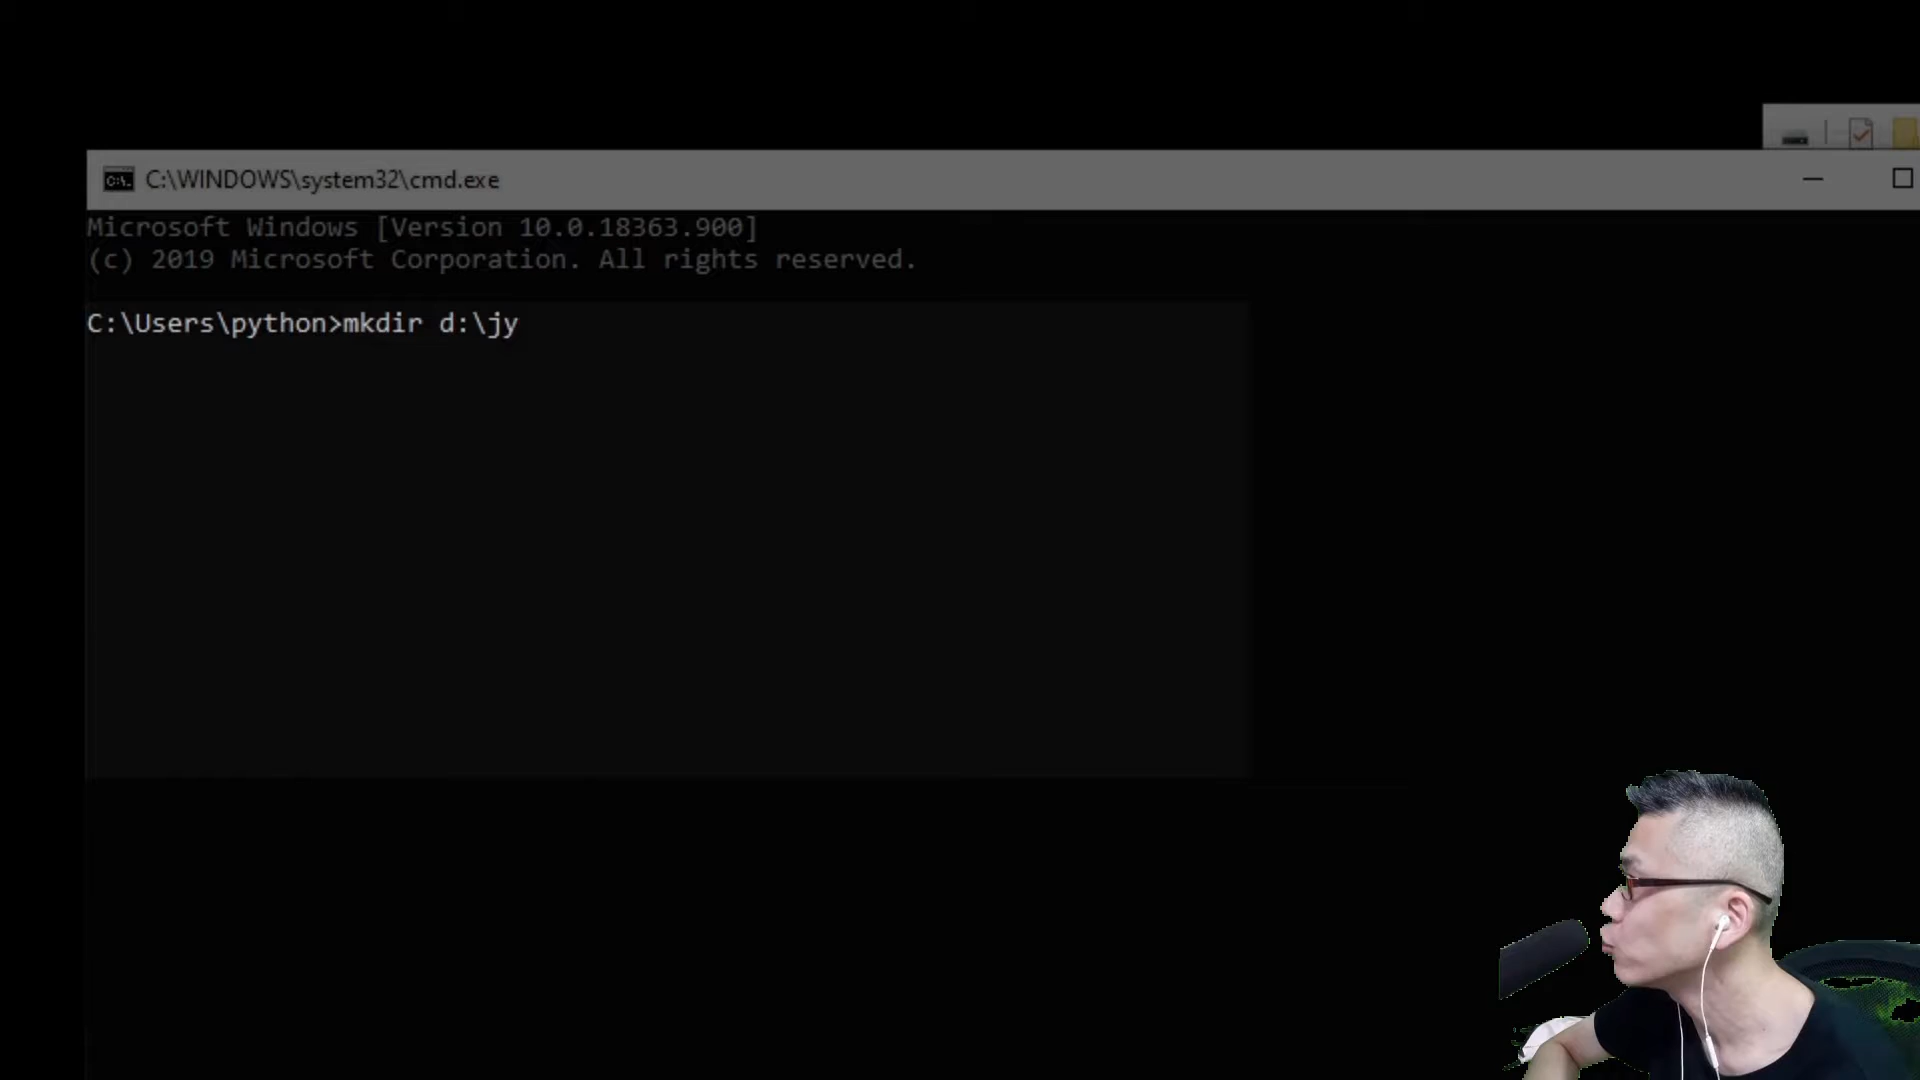 C:\WINDOWS\system32\cmd.exe
Microsoft Windows [Version 10.0.18363.900]
(c) 2019 Microsoft Corporation. All rights reserved.
C:\Users\python>mkdir d:\jy